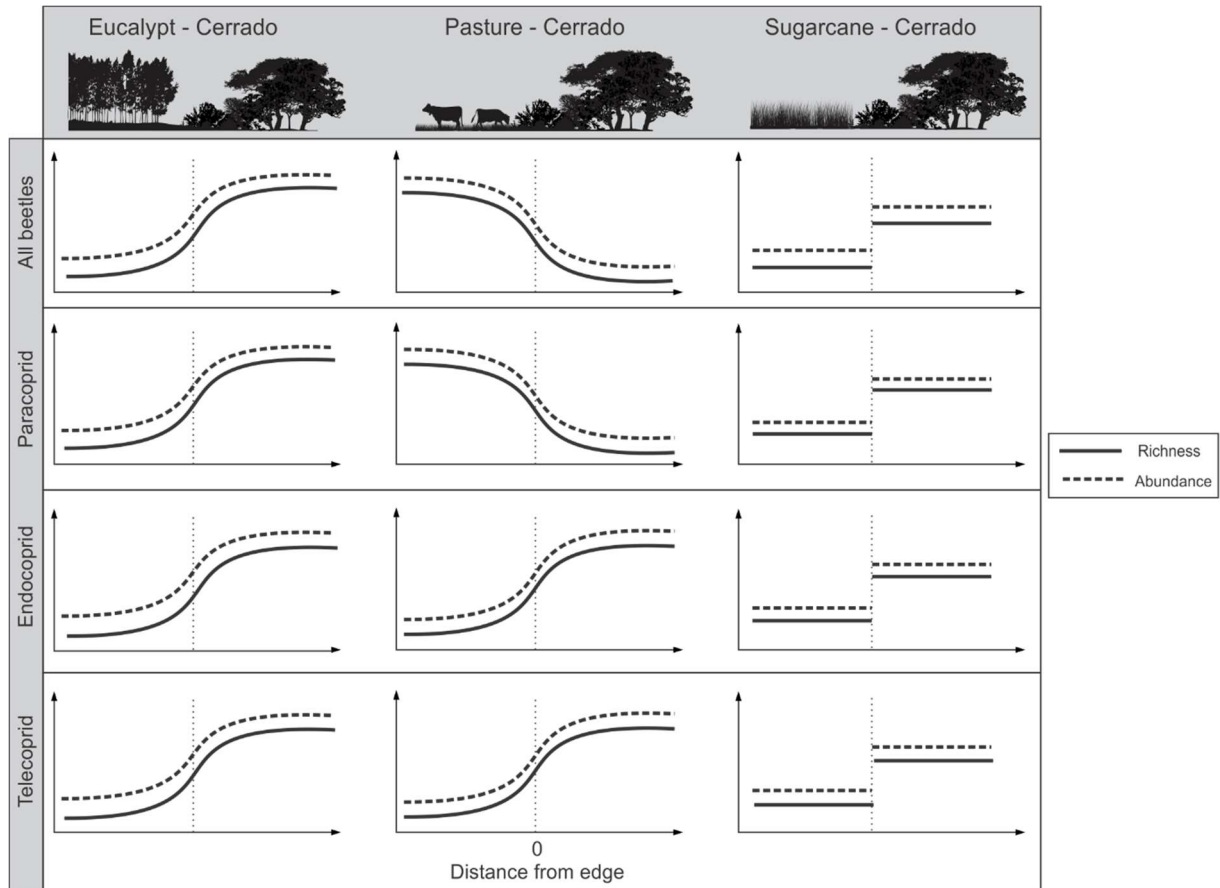 Eucalypt - Cerrado
Pasture - Cerrado
Sugarcane - Cerrado
All beetles
Paracoprid
Endocoprid
Telecoprid
Richness
Abundance
0
Distance from edge